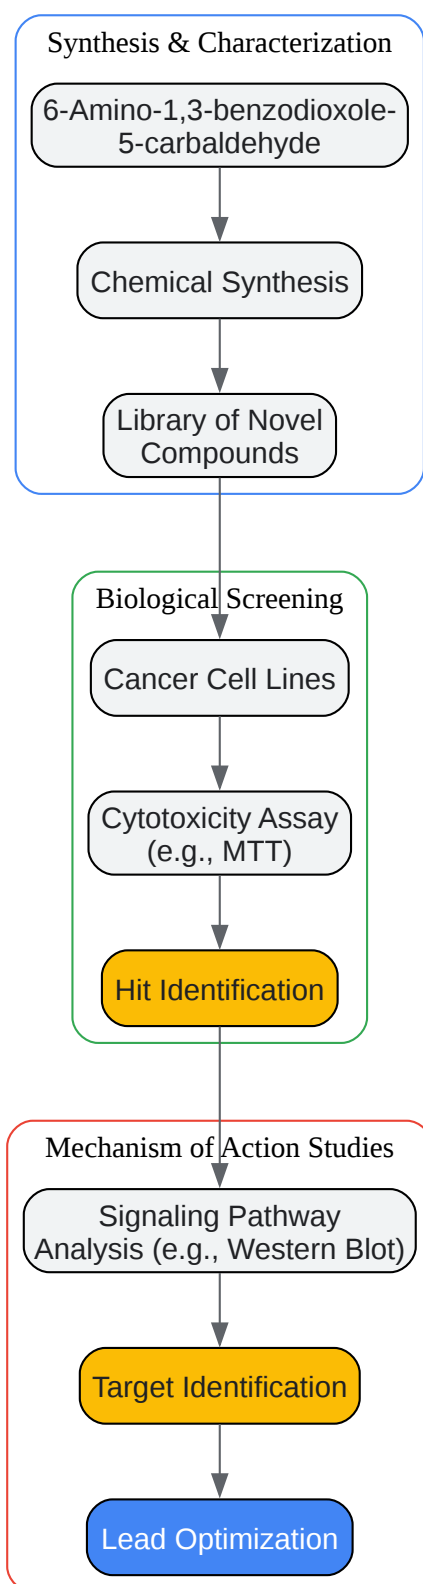 Synthesis & Characterization
6-Amino-1,3-benzodioxole-
5-carbaldehyde
Chemical Synthesis
Library of Novel
Compounds
Biological Screening
Cancer Cell Lines
Cytotoxicity Assay
(e.g., MTT)
Hit Identification
Mechanism of Action Studies
Signaling Pathway
Analysis (e.g., Western Blot)
Target Identification
Lead Optimization